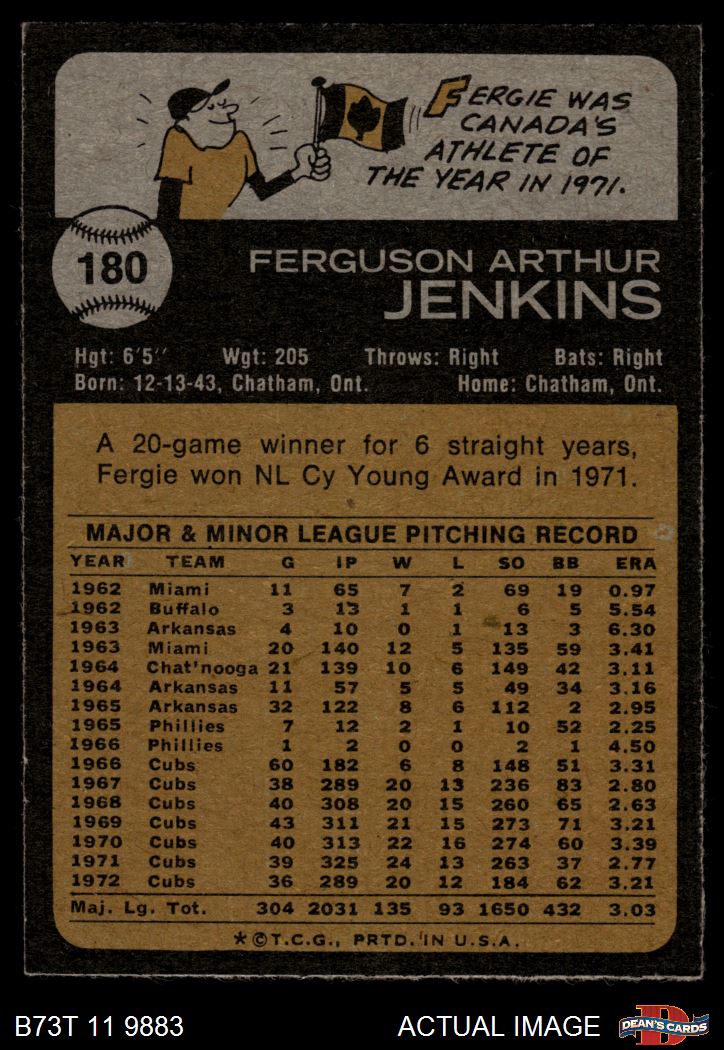 FERGIE WAS
CANADA'S
ATHLETE OF
THE YEAR IN 1971.
180
FERGUSON ARTHUR
JENKINS
Hgt: 6'5" Wgt: 205 Throws: Right Bats: Right
Born: 12-13-43, Chatham, Ont. Home: Chatham, Ont.
A 20-game winner for 6 straight years,
Fergie won NL Cy Young Award in 1971.
MAJOR & MINOR LEAGUE PITCHING RECORD
YEAR TEAM G IP W L SO BB ERA
1962 Miami 11 65 7 2 69 19 0.97
1962 Buffalo 3 13 1 1 6 5 5.54
1963 Arkansas 4 10 0 1 13 3 6.30
1963 Miami 20 140 12 5 135 59 3.41
1964 Chat'nooga 21 139 10 6 149 42 3.11
1964 Arkansas 11 57 5 5 49 34 3.16
1965 Arkansas 32 122 8 6 112 2 2.95
1965 Phillies 7 12 2 1 10 52 2.25
1966 Phillies 1 2 0 0 2 1 4.50
1966 Cubs 60 182 6 8 148 51 3.31
1967 Cubs 38 289 20 13 236 83 2.80
1968 Cubs 40 308 20 15 260 65 2.63
1969 Cubs 43 311 21 15 273 71 3.21
1970 Cubs 40 313 22 16 274 60 3.39
1971 Cubs 39 325 24 13 263 37 2.77
1972 Cubs 36 289 20 12 184 62 3.21
Maj. Lg. Tot. 304 2031 135 93 1650 432 3.03
*©T.C.G., PRTD. IN U.S.A.
B73T 11 9883 ACTUAL IMAGE D DEAN'S CARDS